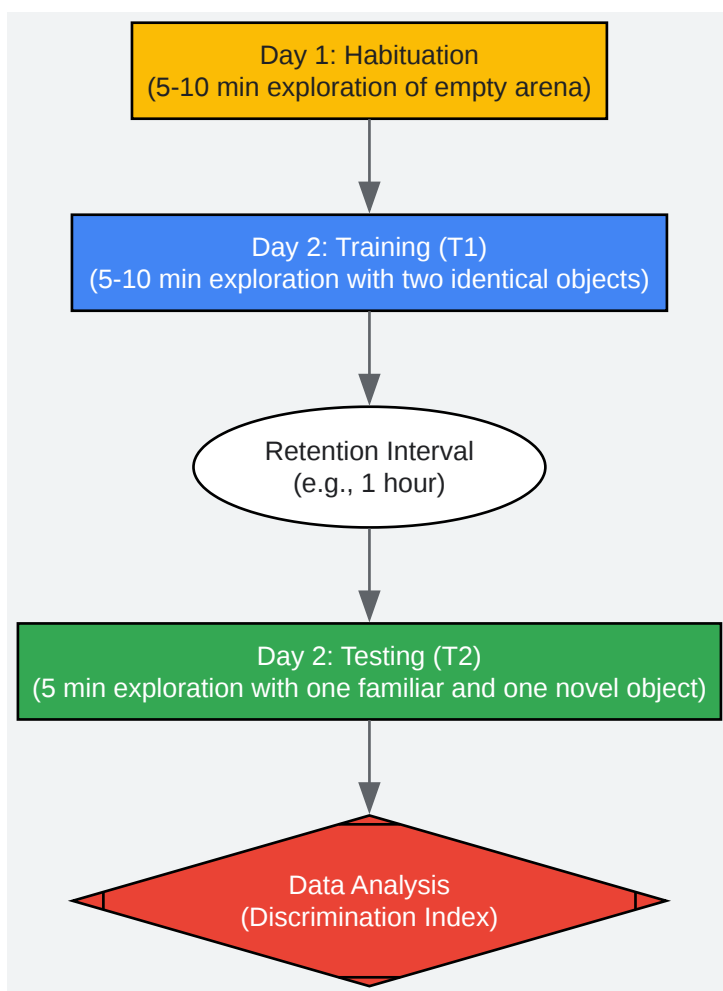 Day 1: Habituation
(5-10 min exploration of empty arena)
Day 2: Training (T1)
(5-10 min exploration with two identical objects)
Retention Interval
(e.g., 1 hour)
Day 2: Testing (T2)
(5 min exploration with one familiar and one novel object)
Data Analysis
(Discrimination Index)